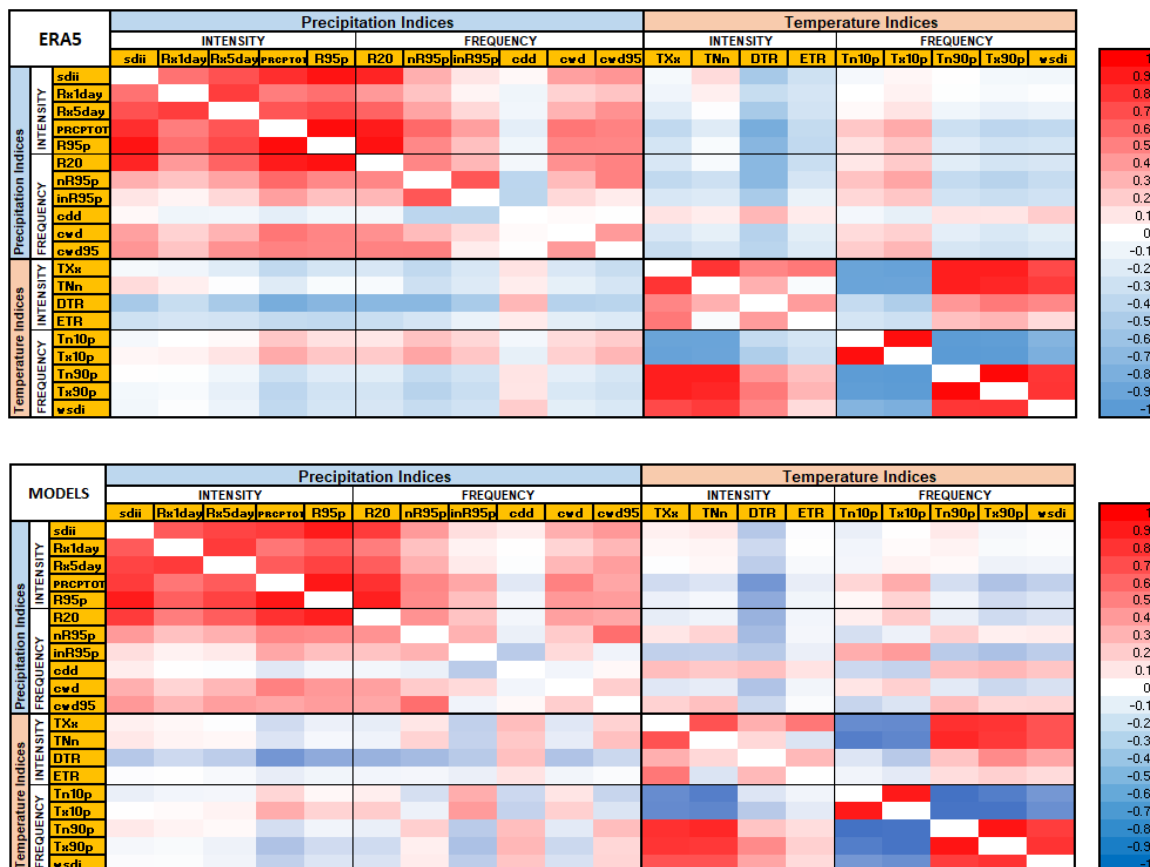 ERA5
Precipitation Indices
Temperature Indices
INTENSITY
FREQUENCY
INTENSITY
FREQUENCY
sdii Rx1day Rx5day PRCPTOT R95p R20 nR95p inR95p cdd cwd cwd95 TXx TNn DTR ETR Tn10p Tx10p Tn90p Tx90p wsdi
Precipitation Indices
INTENSITY
sdii
Rx1day
Rx5day
PRCPTOT
R95p
FREQUENCY
R20
nR95p
inR95p
cdd
cwd
cwd95
Temperature Indices
INTENSITY
TXx
TNn
DTR
ETR
FREQUENCY
Tn10p
Tx10p
Tn90p
Tx90p
wsdi
1
0.9
0.8
0.7
0.6
0.5
0.4
0.3
0.2
0.1
0
-0.1
-0.2
-0.3
-0.4
-0.5
-0.6
-0.7
-0.8
-0.9
-1
MODELS
Precipitation Indices
Temperature Indices
INTENSITY
FREQUENCY
INTENSITY
FREQUENCY
sdii Rx1day Rx5day PRCPTOT R95p R20 nR95p inR95p cdd cwd cwd95 TXx TNn DTR ETR Tn10p Tx10p Tn90p Tx90p wsdi
Precipitation Indices
INTENSITY
sdii
Rx1day
Rx5day
PRCPTOT
R95p
FREQUENCY
R20
nR95p
inR95p
cdd
cwd
cwd95
Temperature Indices
INTENSITY
TXx
TNn
DTR
ETR
FREQUENCY
Tn10p
Tx10p
Tn90p
Tx90p
wsdi
1
0.9
0.8
0.7
0.6
0.5
0.4
0.3
0.2
0.1
0
-0.1
-0.2
-0.3
-0.4
-0.5
-0.6
-0.7
-0.8
-0.9
-1